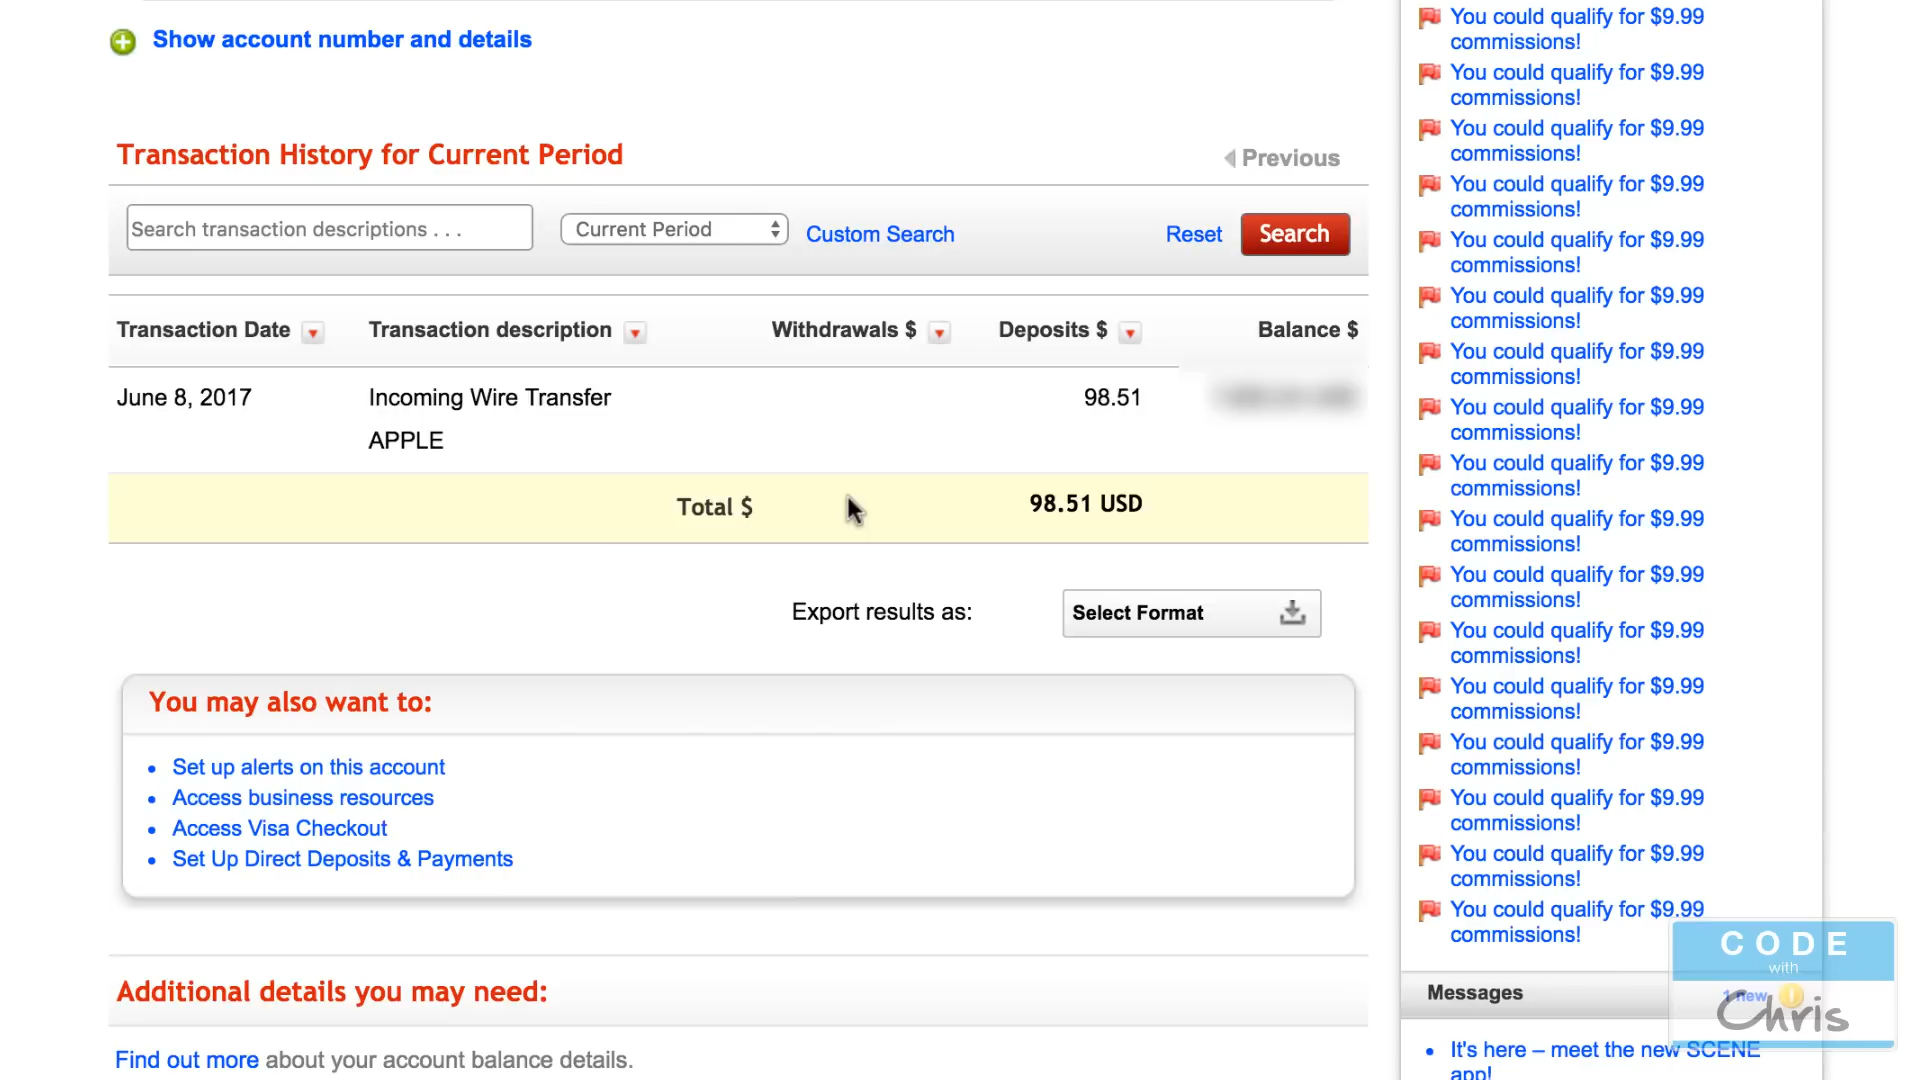 Show account number and details
Transaction History for Current Period
Previous
Search transaction descriptions . . .
Current Period
Custom Search
Reset
Search
Transaction Date
Transaction description
Withdrawals $
Deposits $
Balance $
June 8, 2017
Incoming Wire Transfer
98.51
APPLE
Total $
98.51 USD
Export results as:
Select Format
You may also want to:
Set up alerts on this account
Access business resources
Access Visa Checkout
Set Up Direct Deposits & Payments
Additional details you may need:
Find out more about your account balance details.
You could qualify for $9.99
commissions!
You could qualify for $9.99
commissions!
You could qualify for $9.99
commissions!
You could qualify for $9.99
commissions!
You could qualify for $9.99
commissions!
You could qualify for $9.99
commissions!
You could qualify for $9.99
commissions!
You could qualify for $9.99
commissions!
You could qualify for $9.99
commissions!
You could qualify for $9.99
commissions!
You could qualify for $9.99
commissions!
You could qualify for $9.99
commissions!
You could qualify for $9.99
commissions!
You could qualify for $9.99
commissions!
You could qualify for $9.99
commissions!
You could qualify for $9.99
commissions!
You could qualify for $9.99
commissions!
Messages
1 new
It's here – meet the new SCENE
app!
CODE
with
Chris